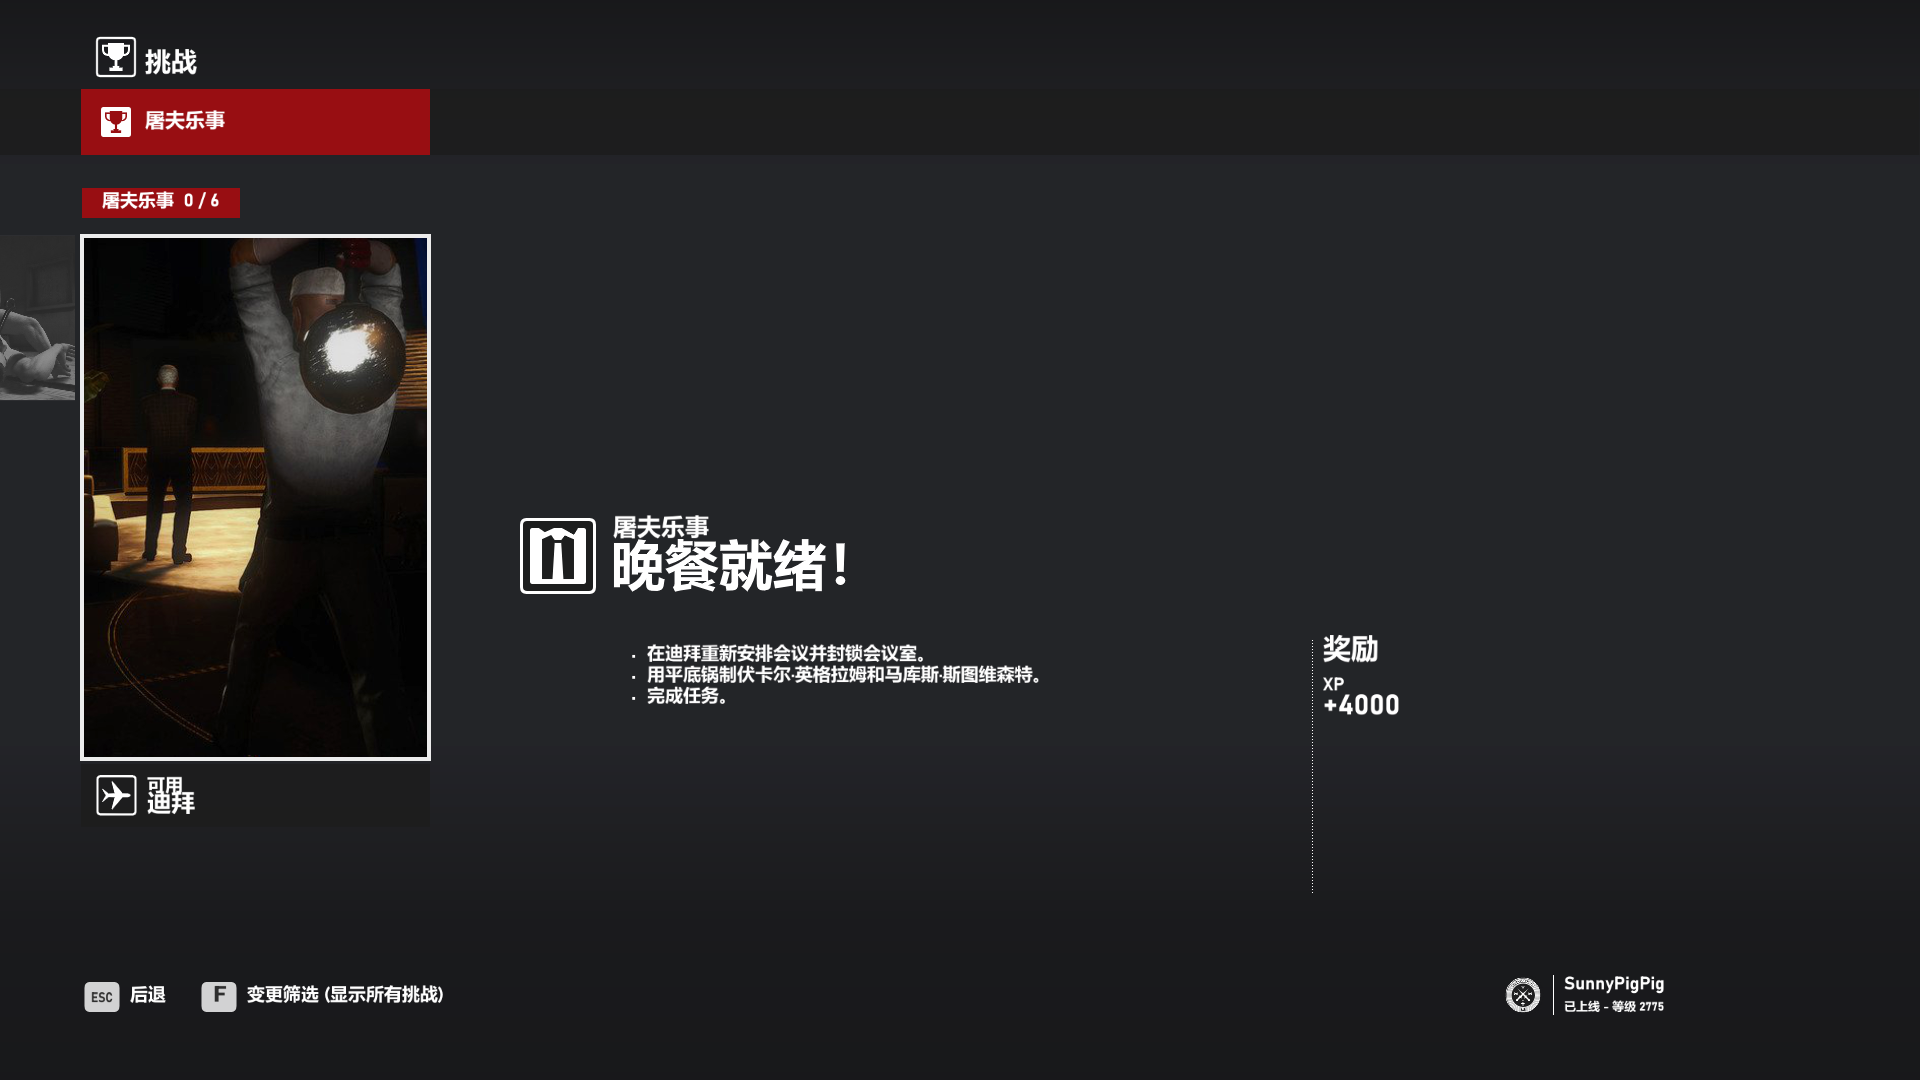 挑战
屠夫乐事
屠夫乐事 0 / 6
屠夫乐事
晚餐就绪！
· 在迪拜重新安排会议并封锁会议室。
· 用平底锅制伏卡尔·英格拉姆和马库斯·斯图维森特。
· 完成任务。
奖励
XP
+4000
可用
迪拜
ESC 后退 F 变更筛选 (显示所有挑战)
SunnyPigPig
已上线 - 等级 2775